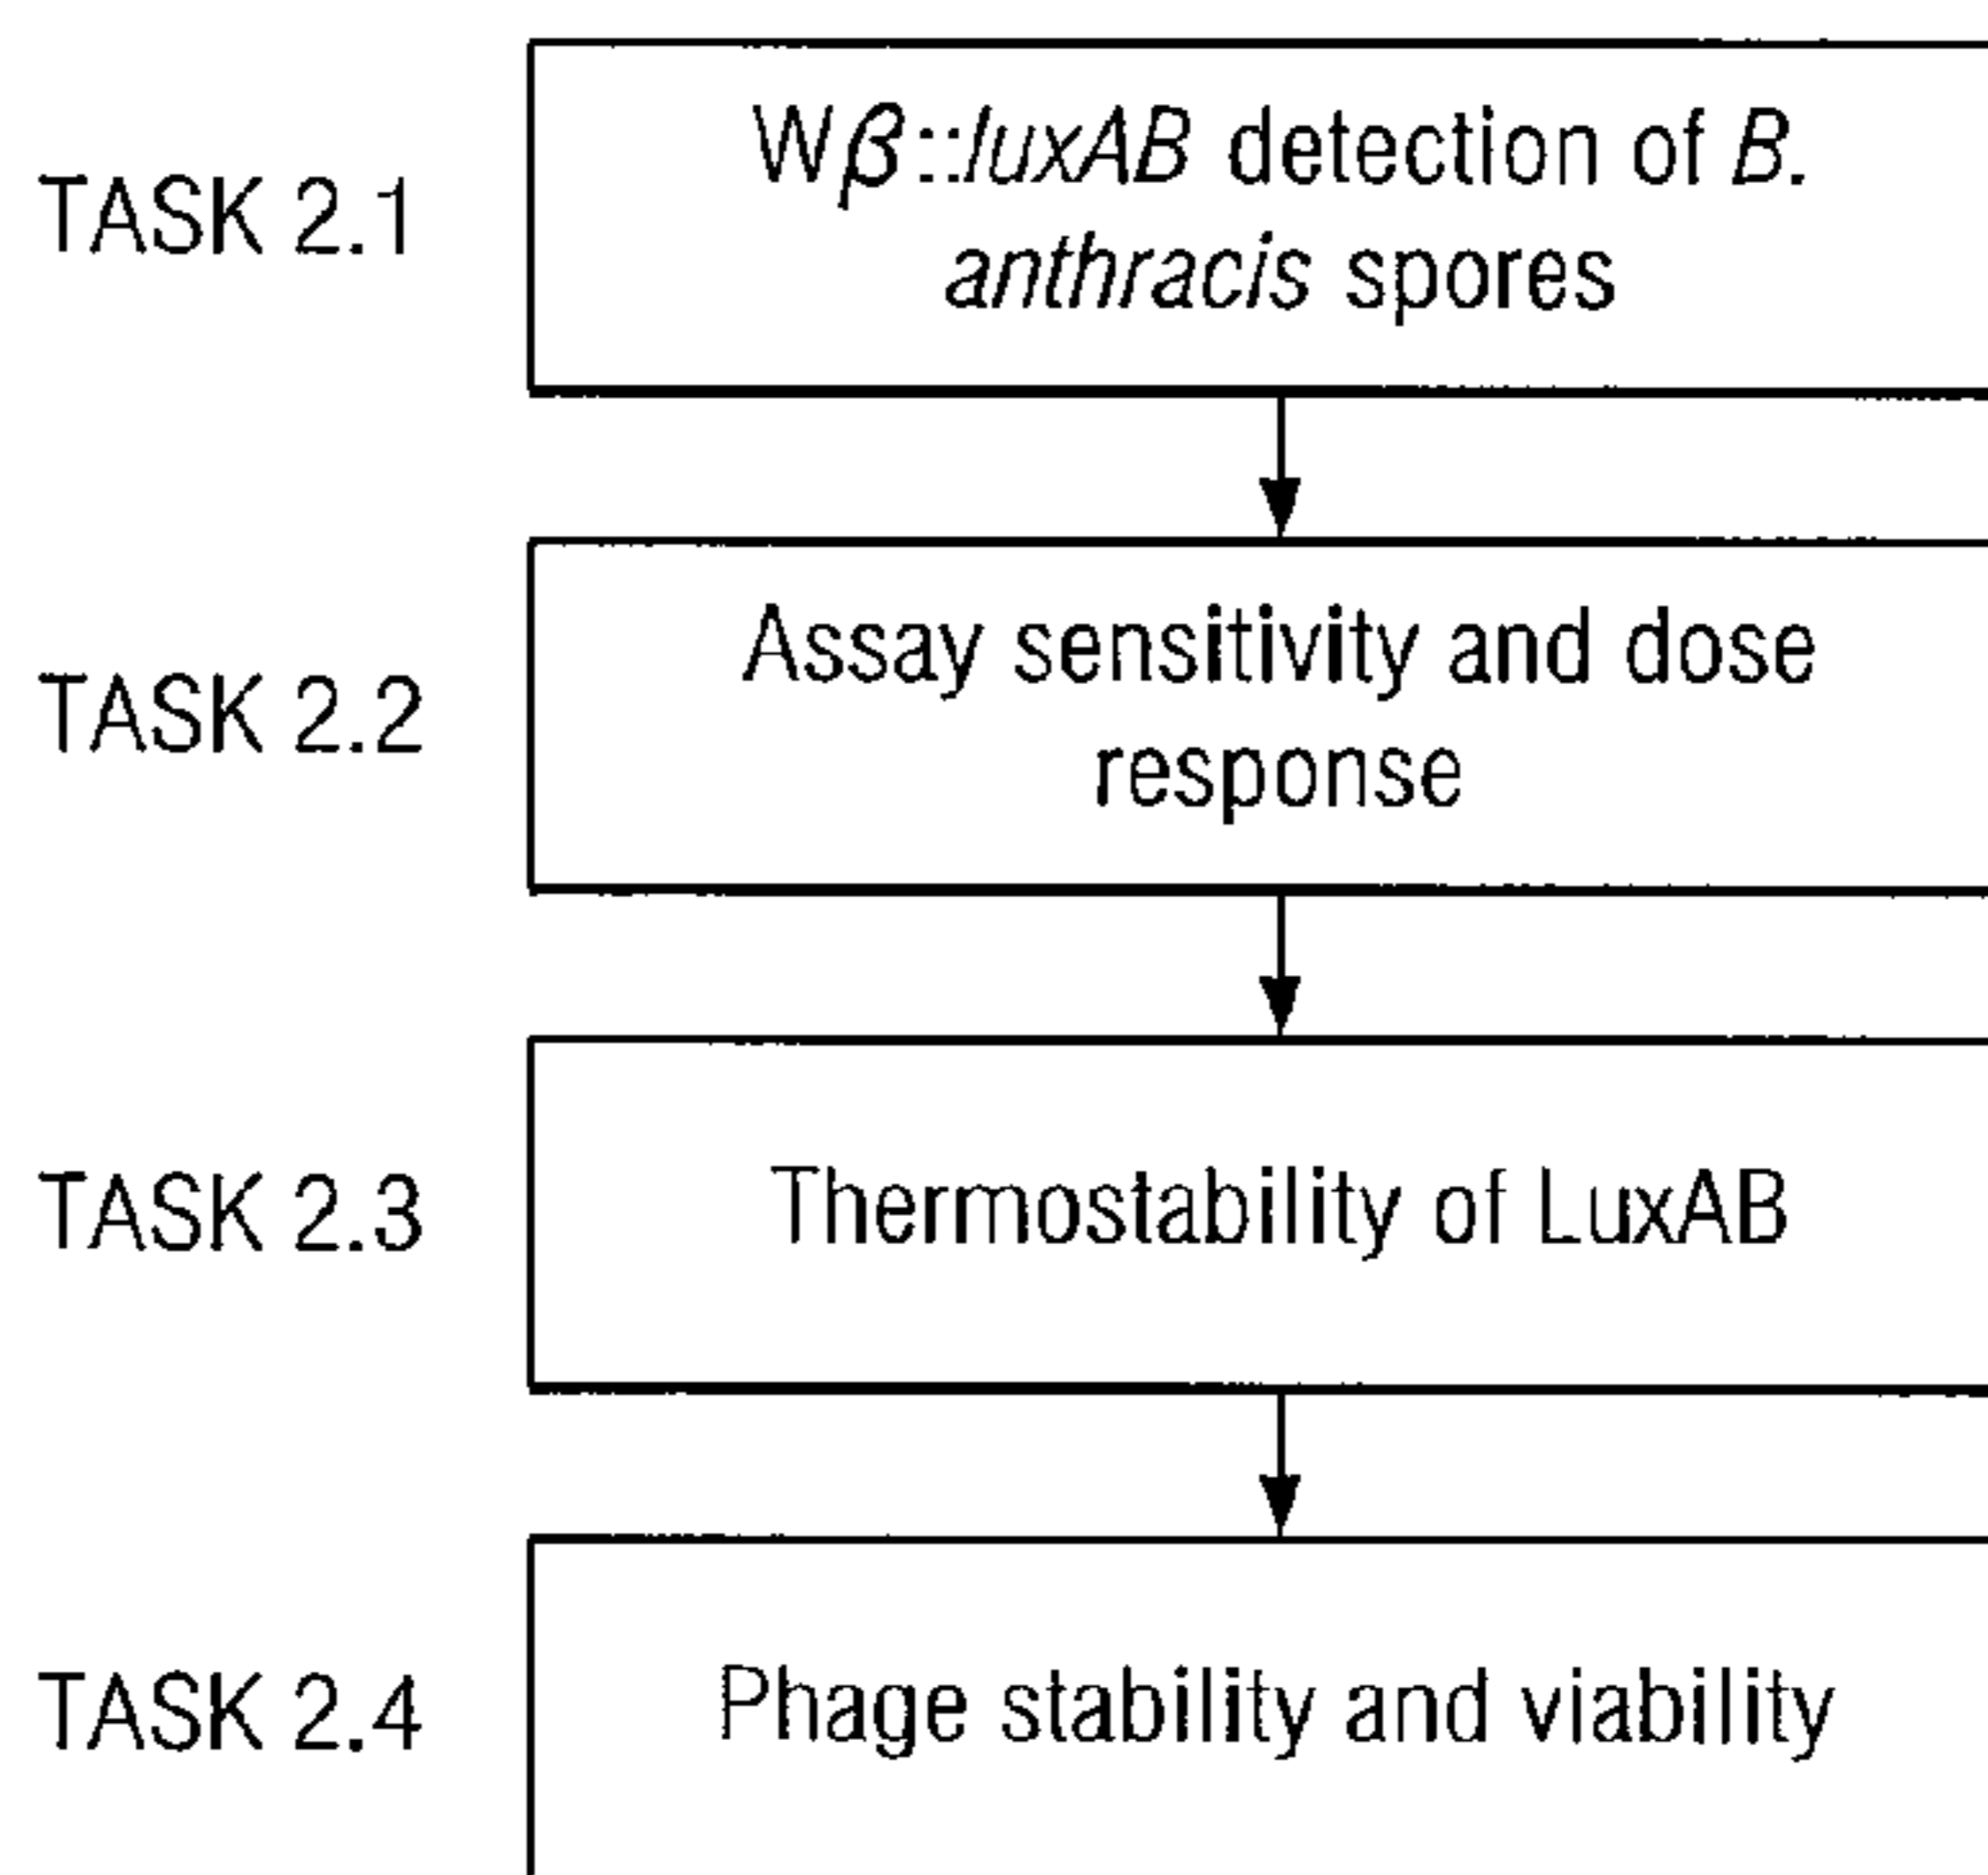 TASK 2.1
Wβ::luxAB detection of B.
anthracis spores
TASK 2.2
Assay sensitivity and dose
response
TASK 2.3
Thermostability of LuxAB
TASK 2.4
Phage stability and viability